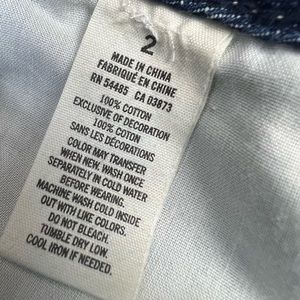 2
MADE IN CHINA
FABRIQUÉ EN CHINE
RN 54485 CA 03873
100% COTTON
EXCLUSIVE OF DECORATION
100% COTON
SANS LES DÉCORATIONS
COLOR MAY TRANSFER
WHEN NEW. WASH ONCE
SEPARATELY IN COLD WATER
BEFORE WEARING.
MACHINE WASH COLD INSIDE
OUT WITH LIKE COLORS.
DO NOT BLEACH.
TUMBLE DRY LOW.
COOL IRON IF NEEDED.